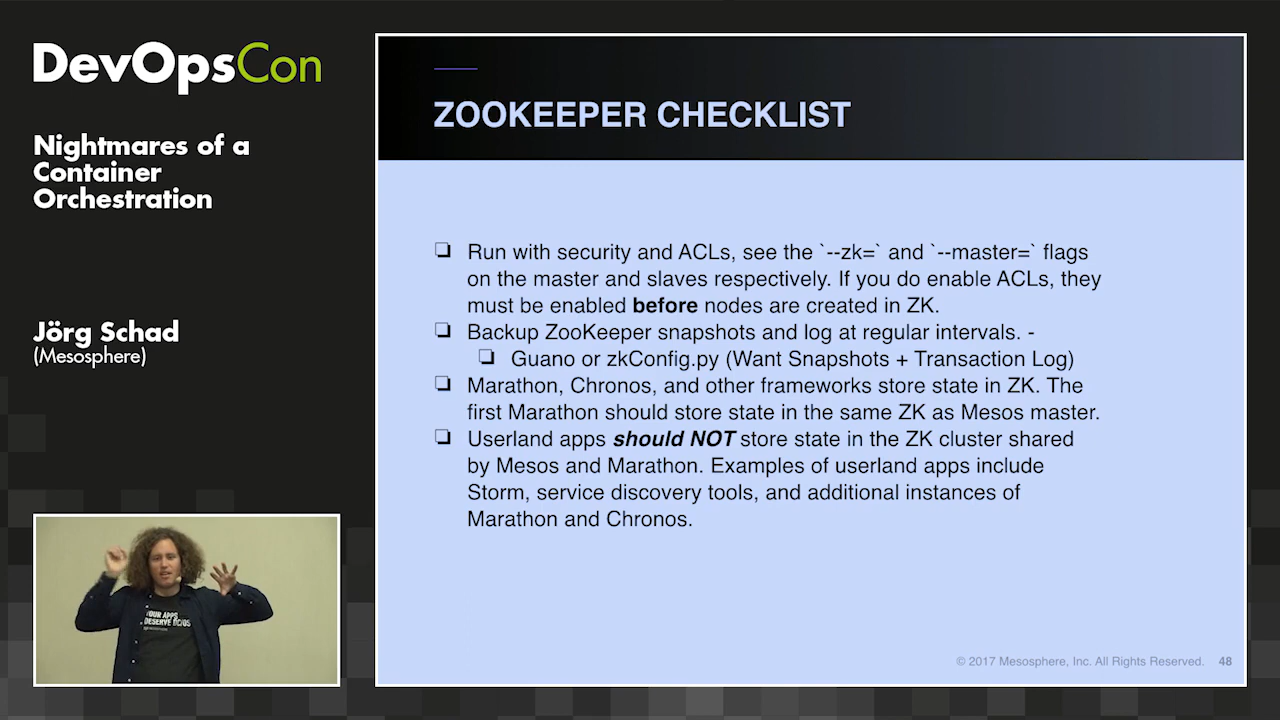 DevOpsCon
Nightmares of a
Container
Orchestration
Jörg Schad
(Mesosphere)
ZOOKEEPER CHECKLIST
❏ Run with security and ACLs, see the `--zk=` and `--master=` flags
on the master and slaves respectively. If you do enable ACLs, they
must be enabled before nodes are created in ZK.
❏ Backup ZooKeeper snapshots and log at regular intervals. -
❏ Guano or zkConfig.py (Want Snapshots + Transaction Log)
❏ Marathon, Chronos, and other frameworks store state in ZK. The
first Marathon should store state in the same ZK as Mesos master.
❏ Userland apps should NOT store state in the ZK cluster shared
by Mesos and Marathon. Examples of userland apps include
Storm, service discovery tools, and additional instances of
Marathon and Chronos.
© 2017 Mesosphere, Inc. All Rights Reserved. 48
YOUR APPS
DESERVE DC/OS